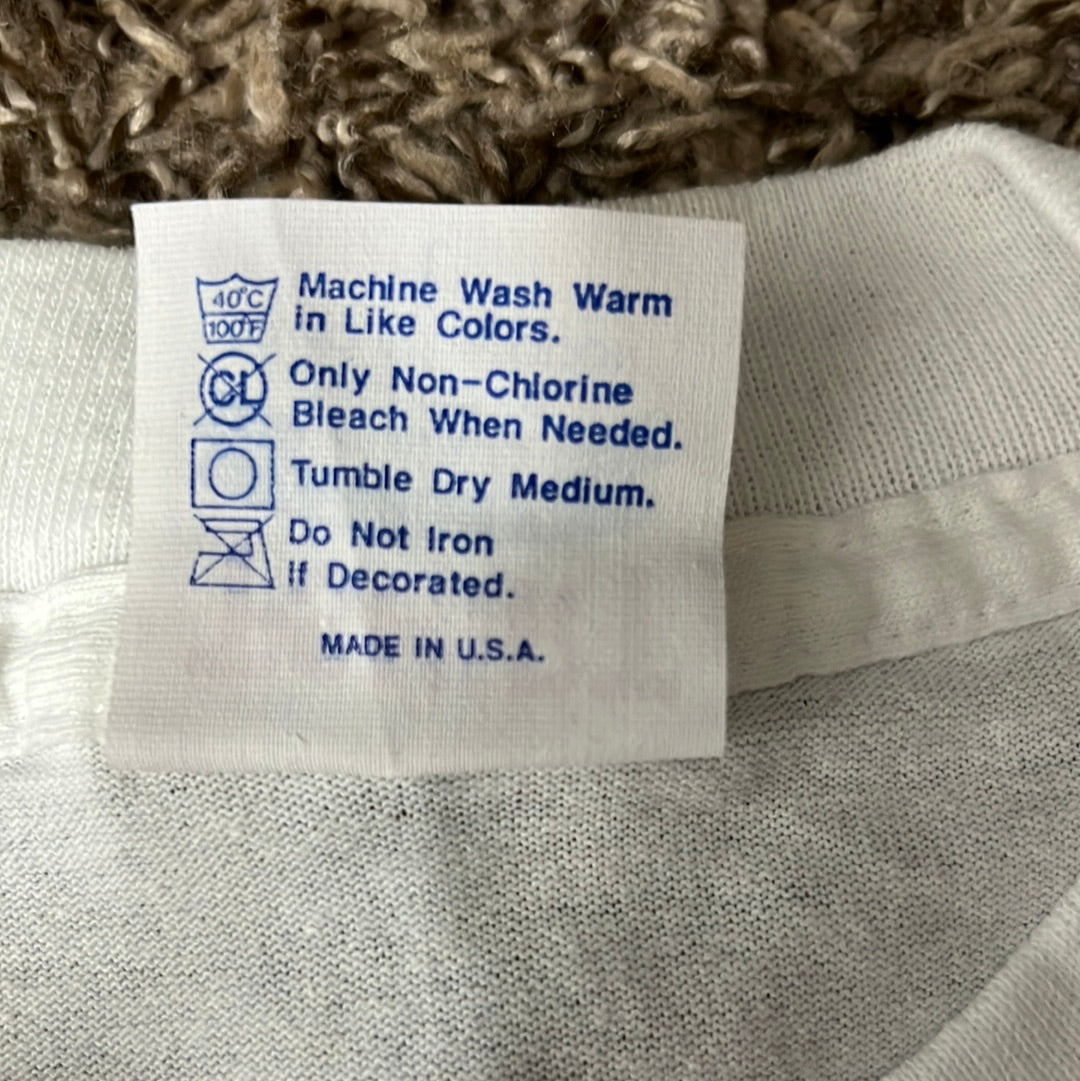 40°C
100°F
Machine Wash Warm
in Like Colors.
CL
Only Non-Chlorine
Bleach When Needed.
Tumble Dry Medium.
Do Not Iron
if Decorated.
MADE IN U.S.A.